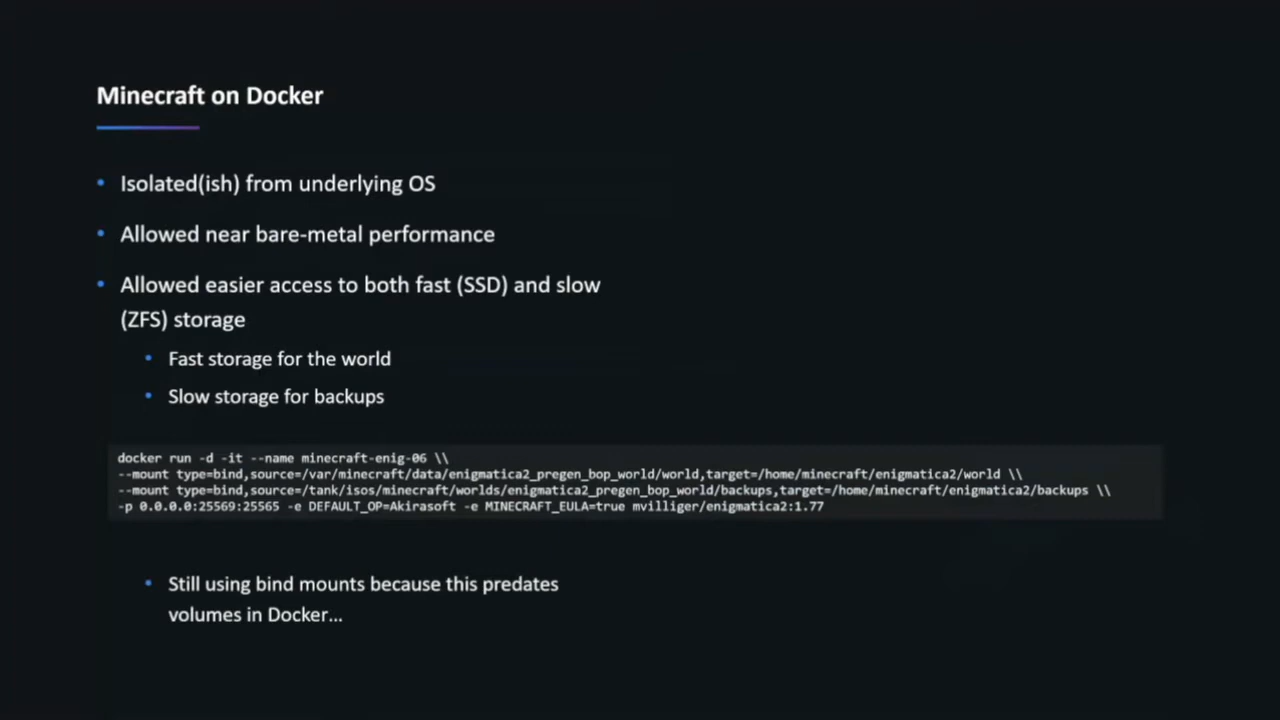 Minecraft on Docker
• Isolated(ish) from underlying OS
• Allowed near bare-metal performance
• Allowed easier access to both fast (SSD) and slow
(ZFS) storage
• Fast storage for the world
• Slow storage for backups
docker run -d -it --name minecraft-enig-06 \\
--mount type=bind,source=/var/minecraft/data/enigmatica2_pregen_bop_world/world,target=/home/minecraft/enigmatica2/world \\
--mount type=bind,source=/tank/isos/minecraft/worlds/enigmatica2_pregen_bop_world/backups,target=/home/minecraft/enigmatica2/backups \\
-p 0.0.0.0:25569:25565 -e DEFAULT_OP=Akirasoft -e MINECRAFT_EULA=true mvilliger/enigmatica2:1.77
• Still using bind mounts because this predates
volumes in Docker...